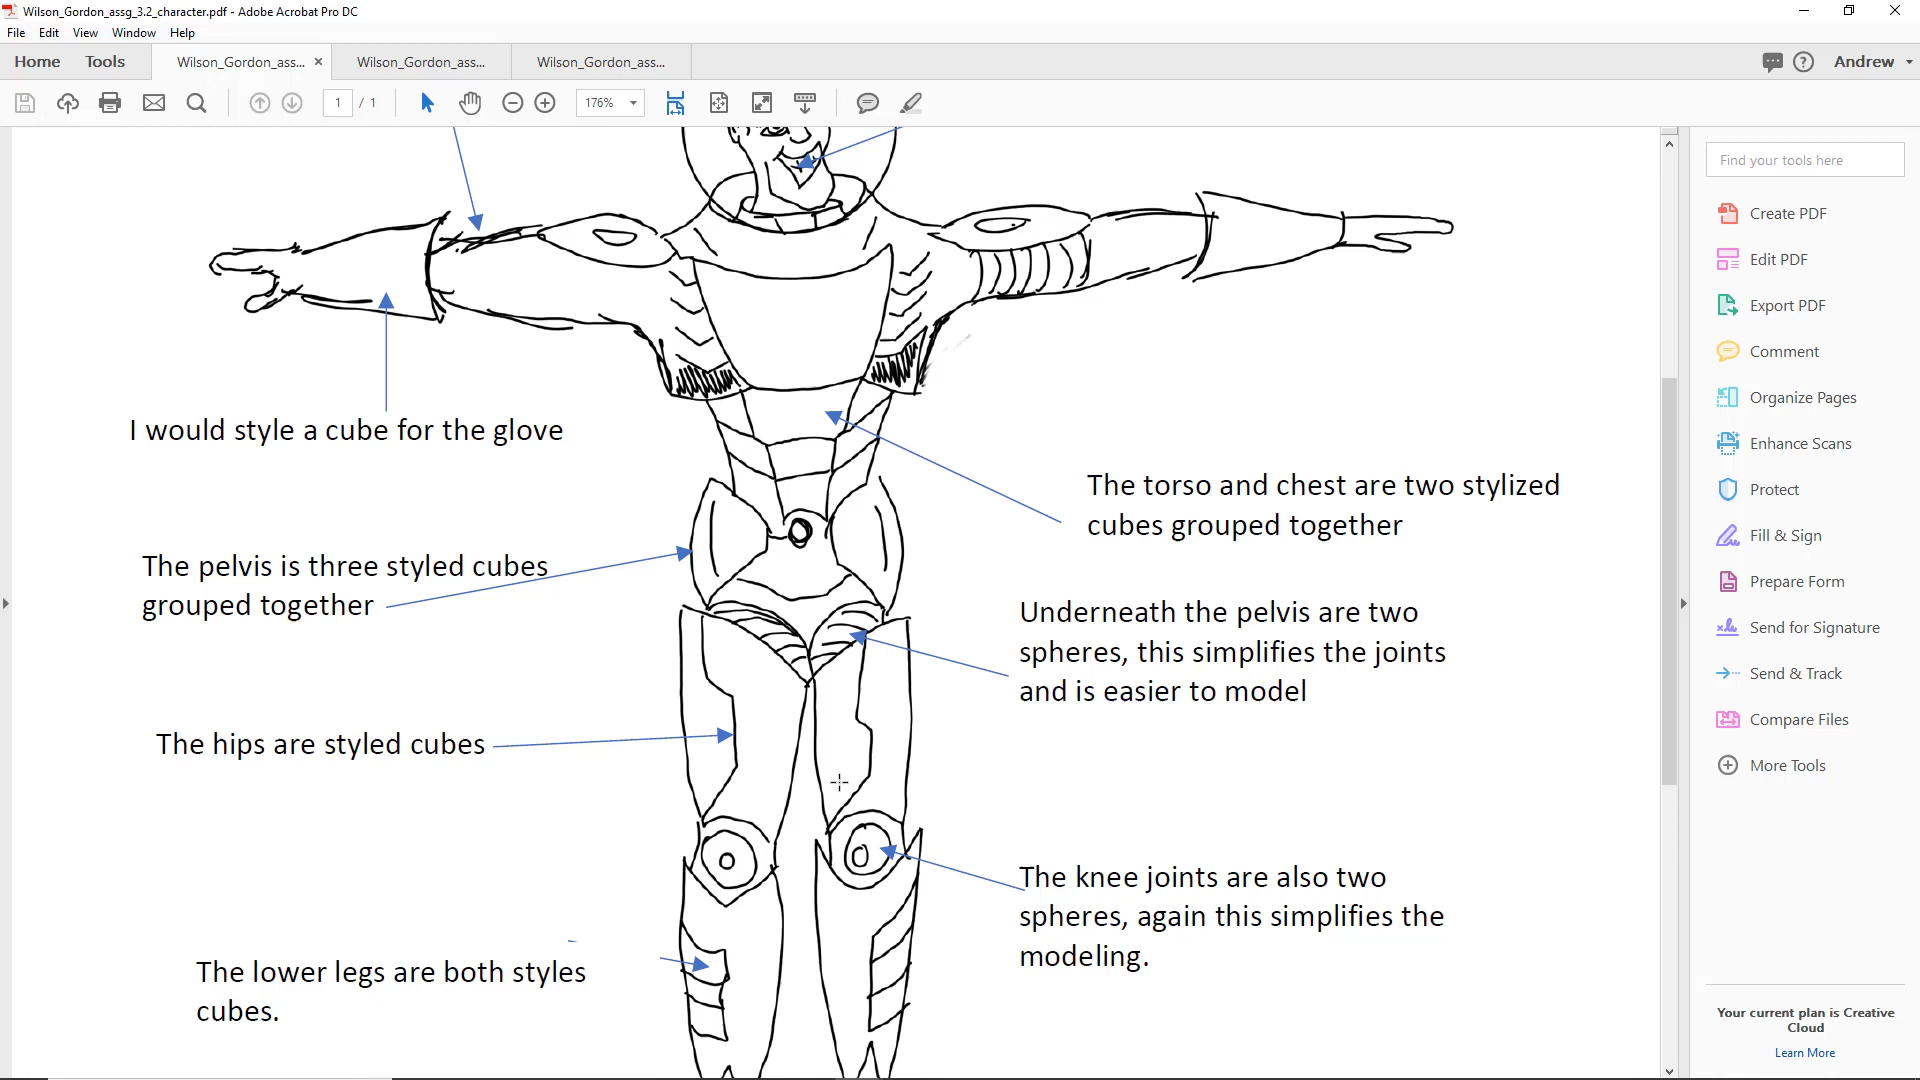 Wilson_Gordon_assg_3.2_character.pdf - Adobe Acrobat Pro DC
File Edit View Window Help
Home Tools Wilson_Gordon_ass... × Wilson_Gordon_ass... Wilson_Gordon_ass... Andrew
1 / 1 176%
I would style a cube for the glove
The torso and chest are two stylized
cubes grouped together
The pelvis is three styled cubes
grouped together
Underneath the pelvis are two
spheres, this simplifies the joints
and is easier to model
The hips are styled cubes
The knee joints are also two
spheres, again this simplifies the
modeling.
The lower legs are both styles
cubes.
Find your tools here
Create PDF
Edit PDF
Export PDF
Comment
Organize Pages
Enhance Scans
Protect
Fill & Sign
Prepare Form
Send for Signature
Send & Track
Compare Files
More Tools
Your current plan is Creative
Cloud
Learn More